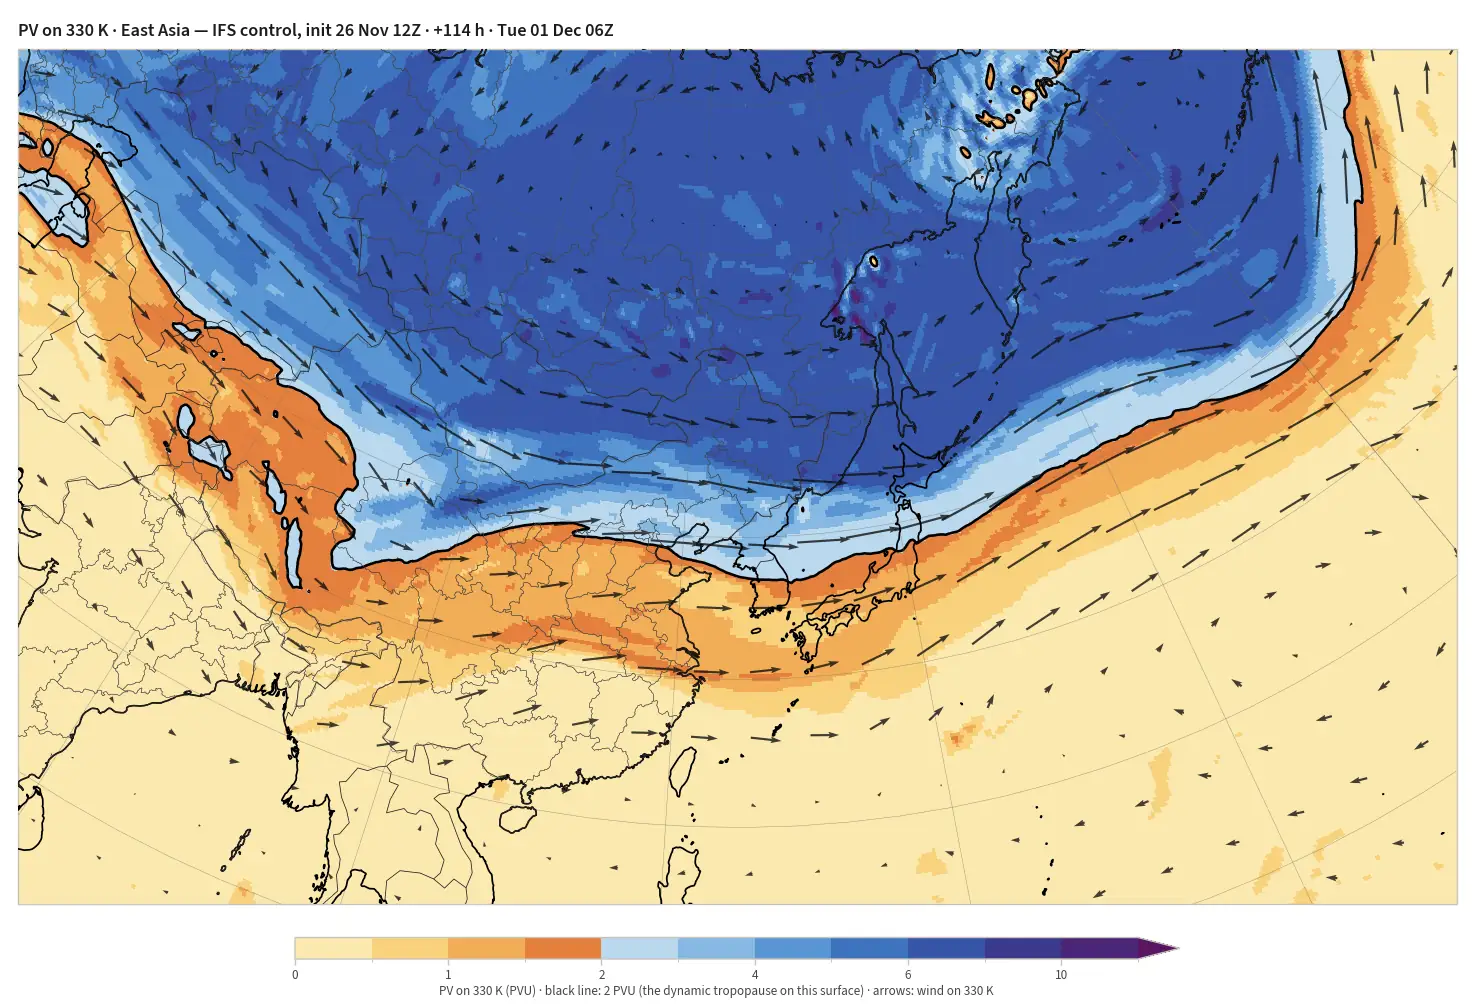 PV on 330 K · East Asia — IFS control, init 26 Nov 12Z · +114 h · Tue 01 Dec 06Z
0 1 2 4 6 10
PV on 330 K (PVU) · black line: 2 PVU (the dynamic tropopause on this surface) · arrows: wind on 330 K